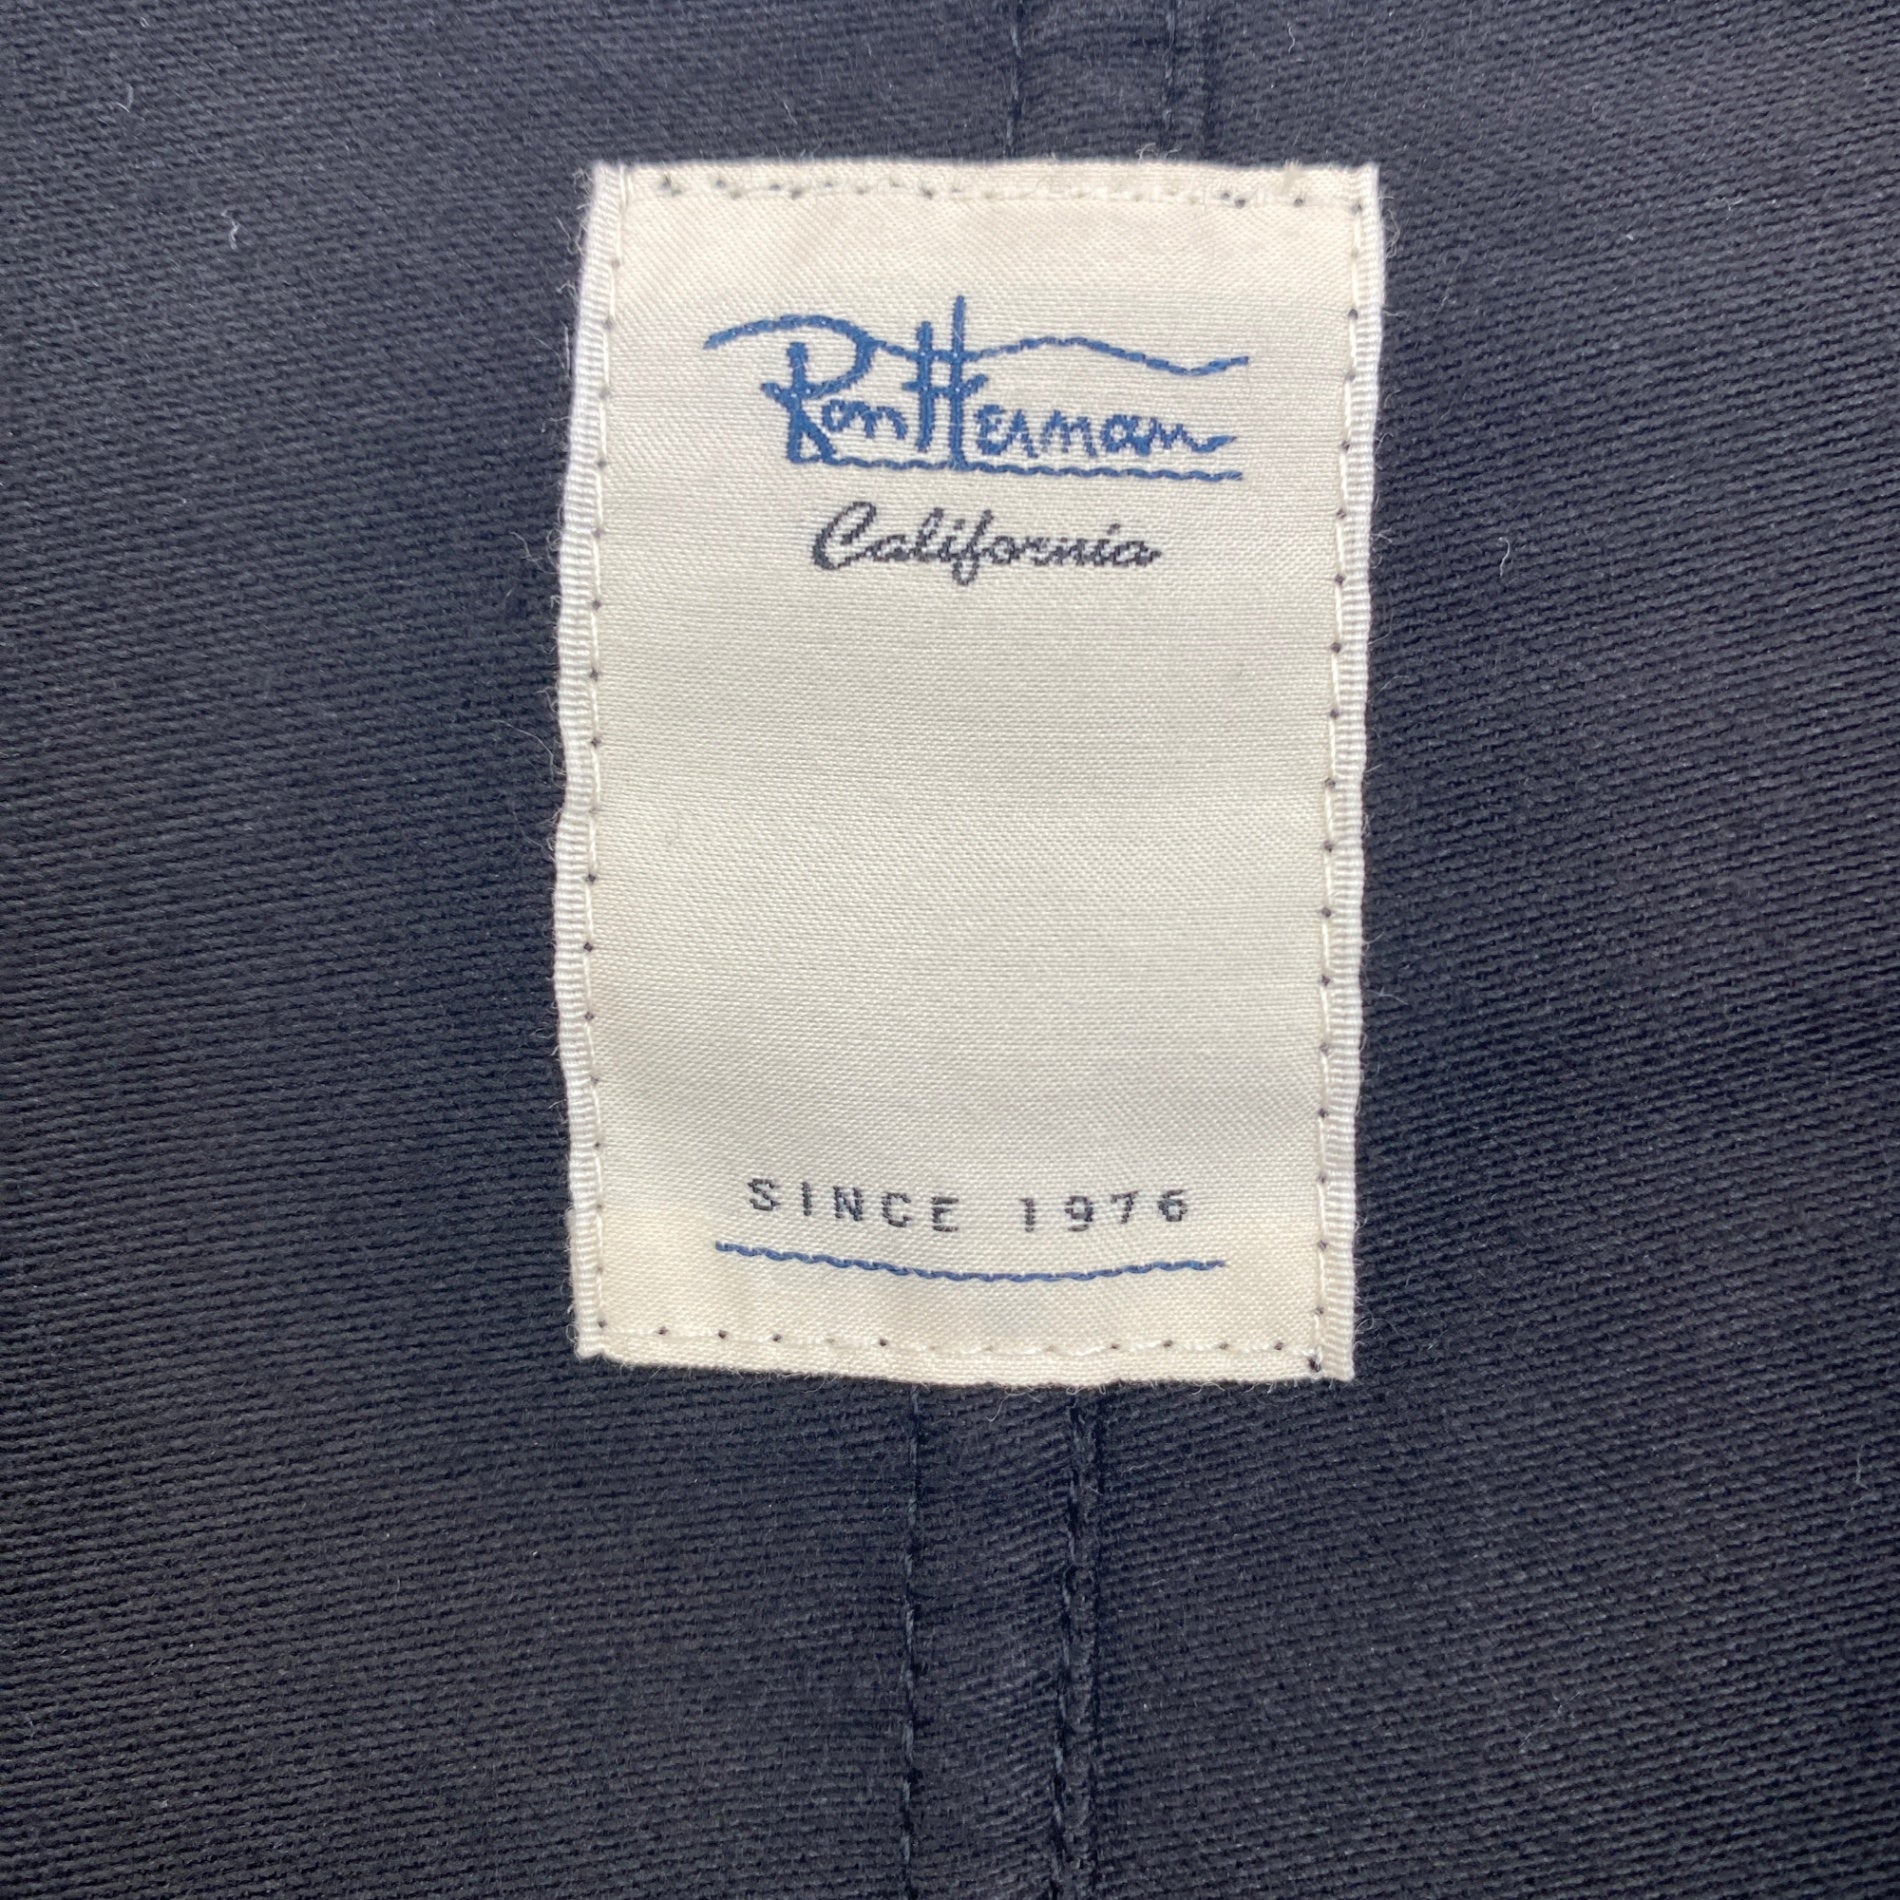 Ron Herman
California
SINCE 1976